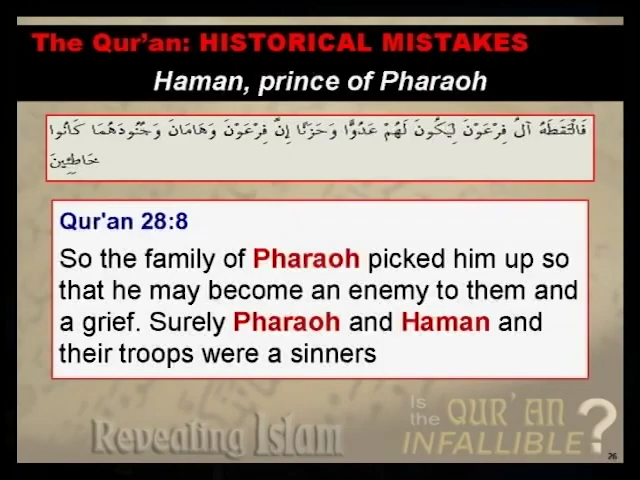 The Qur'an: HISTORICAL MISTAKES
Haman, prince of Pharaoh
فَالْتَقَطَهُ آلُ فِرْعَوْنَ لِيَكُونَ لَهُمْ عَدُوًّا وَحَزَنًا إِنَّ فِرْعَوْنَ وَهَامَانَ وَجُنُودَهُمَا كَانُوا
خَاطِئِينَ
Qur'an 28:8
So the family of Pharaoh picked him up so
that he may become an enemy to them and
a grief. Surely Pharaoh and Haman and
their troops were a sinners
Revealing Islam
Is
the QUR'AN
INFALLIBLE?
26